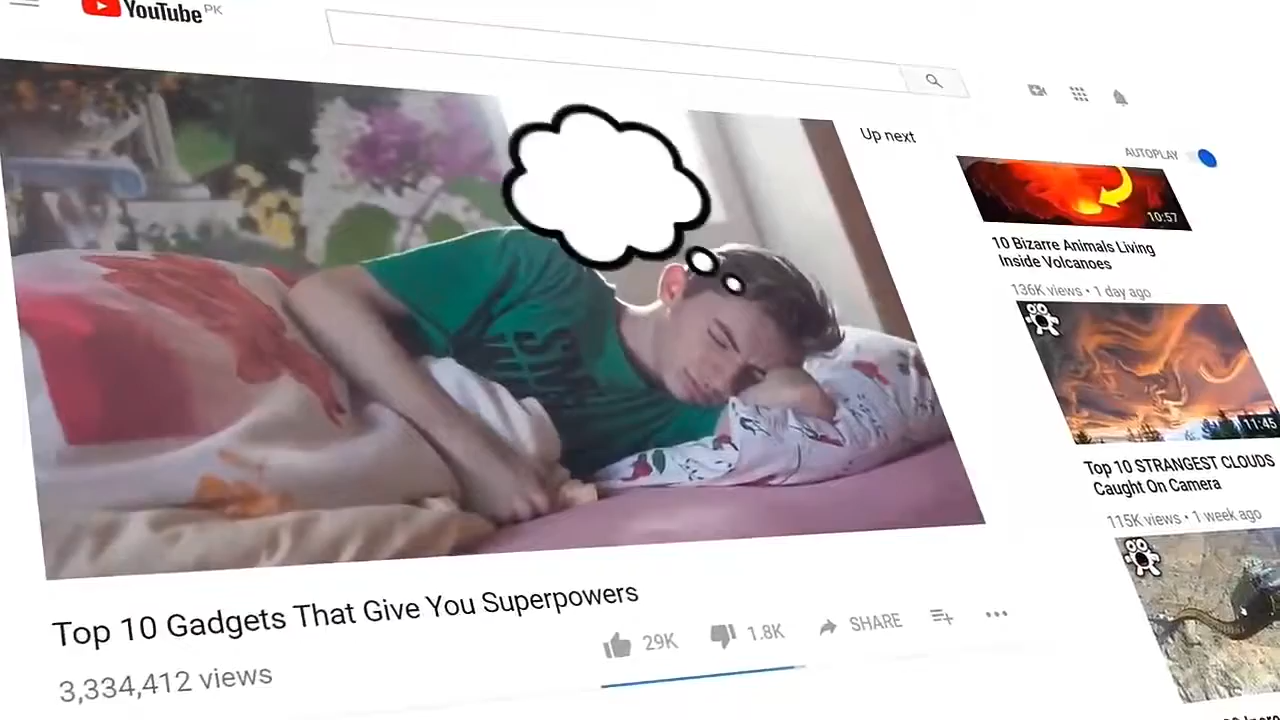 YouTube PK
Up next
AUTOPLAY
10:57
10 Bizarre Animals Living
Inside Volcanoes
136K views • 1 day ago
11:45
Top 10 STRANGEST CLOUDS
Caught On Camera
115K views • 1 week ago
Top 10 Gadgets That Give You Superpowers
3,334,412 views
29K
1.8K
SHARE